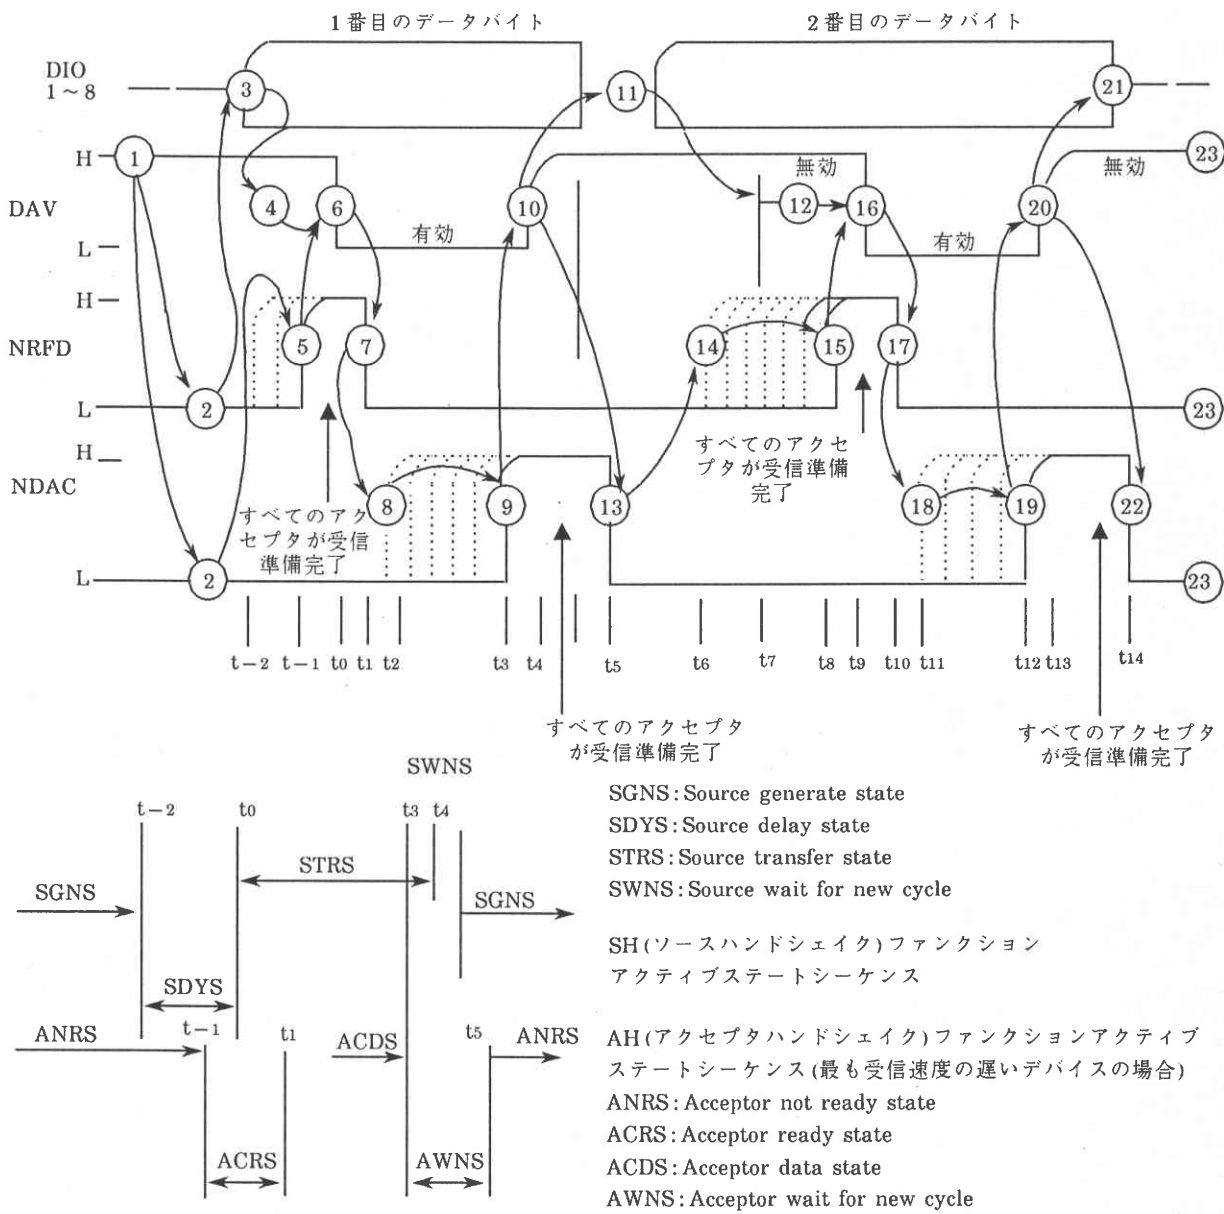 1番目のデータバイト
2番目のデータバイト
DIO
1～8
3
11
21
H
1
無効
23
DAV
4
6
10
12
16
20
無効
L
有効
有効
H
NRFD
5
7
14
15
17
L
2
23
H
すべてのアクセ
プタが受信準備
完了
NDAC
8
9
13
18
19
22
すべてのアク
セプタが受信
準備完了
L
2
23
t−2
t−1
t0
t1
t2
t3
t4
t5
t6
t7
t8
t9
t10
t11
t12
t13
t14
すべてのアクセプタ
が受信準備完了
すべてのアクセプタ
が受信準備完了
SWNS
t−2
t0
t3
t4
STRS
SGNS
SGNS
SDYS
ANRS
t−1
t1
ACDS
t5
ANRS
ACRS
AWNS
SGNS:Source generate state
SDYS:Source delay state
STRS:Source transfer state
SWNS:Source wait for new cycle
SH(ソースハンドシェイク)ファンクション
アクティブステートシーケンス
AH(アクセプタハンドシェイク)ファンクションアクティブ
ステートシーケンス(最も受信速度の遅いデバイスの場合)
ANRS:Acceptor not ready state
ACRS:Acceptor ready state
ACDS:Acceptor data state
AWNS:Acceptor wait for new cycle